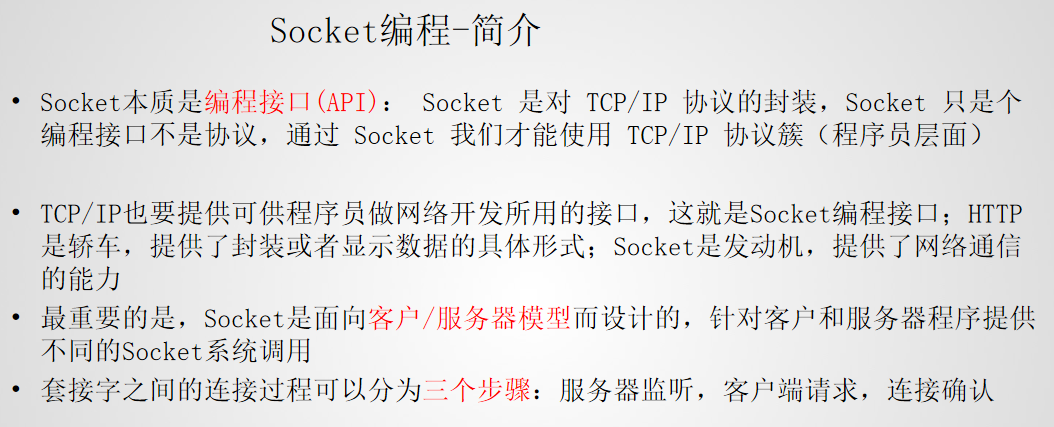 Socket编程-简介
• Socket本质是编程接口(API)： Socket 是对 TCP/IP 协议的封装，Socket 只是个
编程接口不是协议，通过 Socket 我们才能使用 TCP/IP 协议簇（程序员层面）
• TCP/IP也要提供可供程序员做网络开发所用的接口，这就是Socket编程接口；HTTP
是轿车，提供了封装或者显示数据的具体形式；Socket是发动机，提供了网络通信
的能力
• 最重要的是，Socket是面向客户/服务器模型而设计的，针对客户和服务器程序提供
不同的Socket系统调用
• 套接字之间的连接过程可以分为三个步骤：服务器监听，客户端请求，连接确认